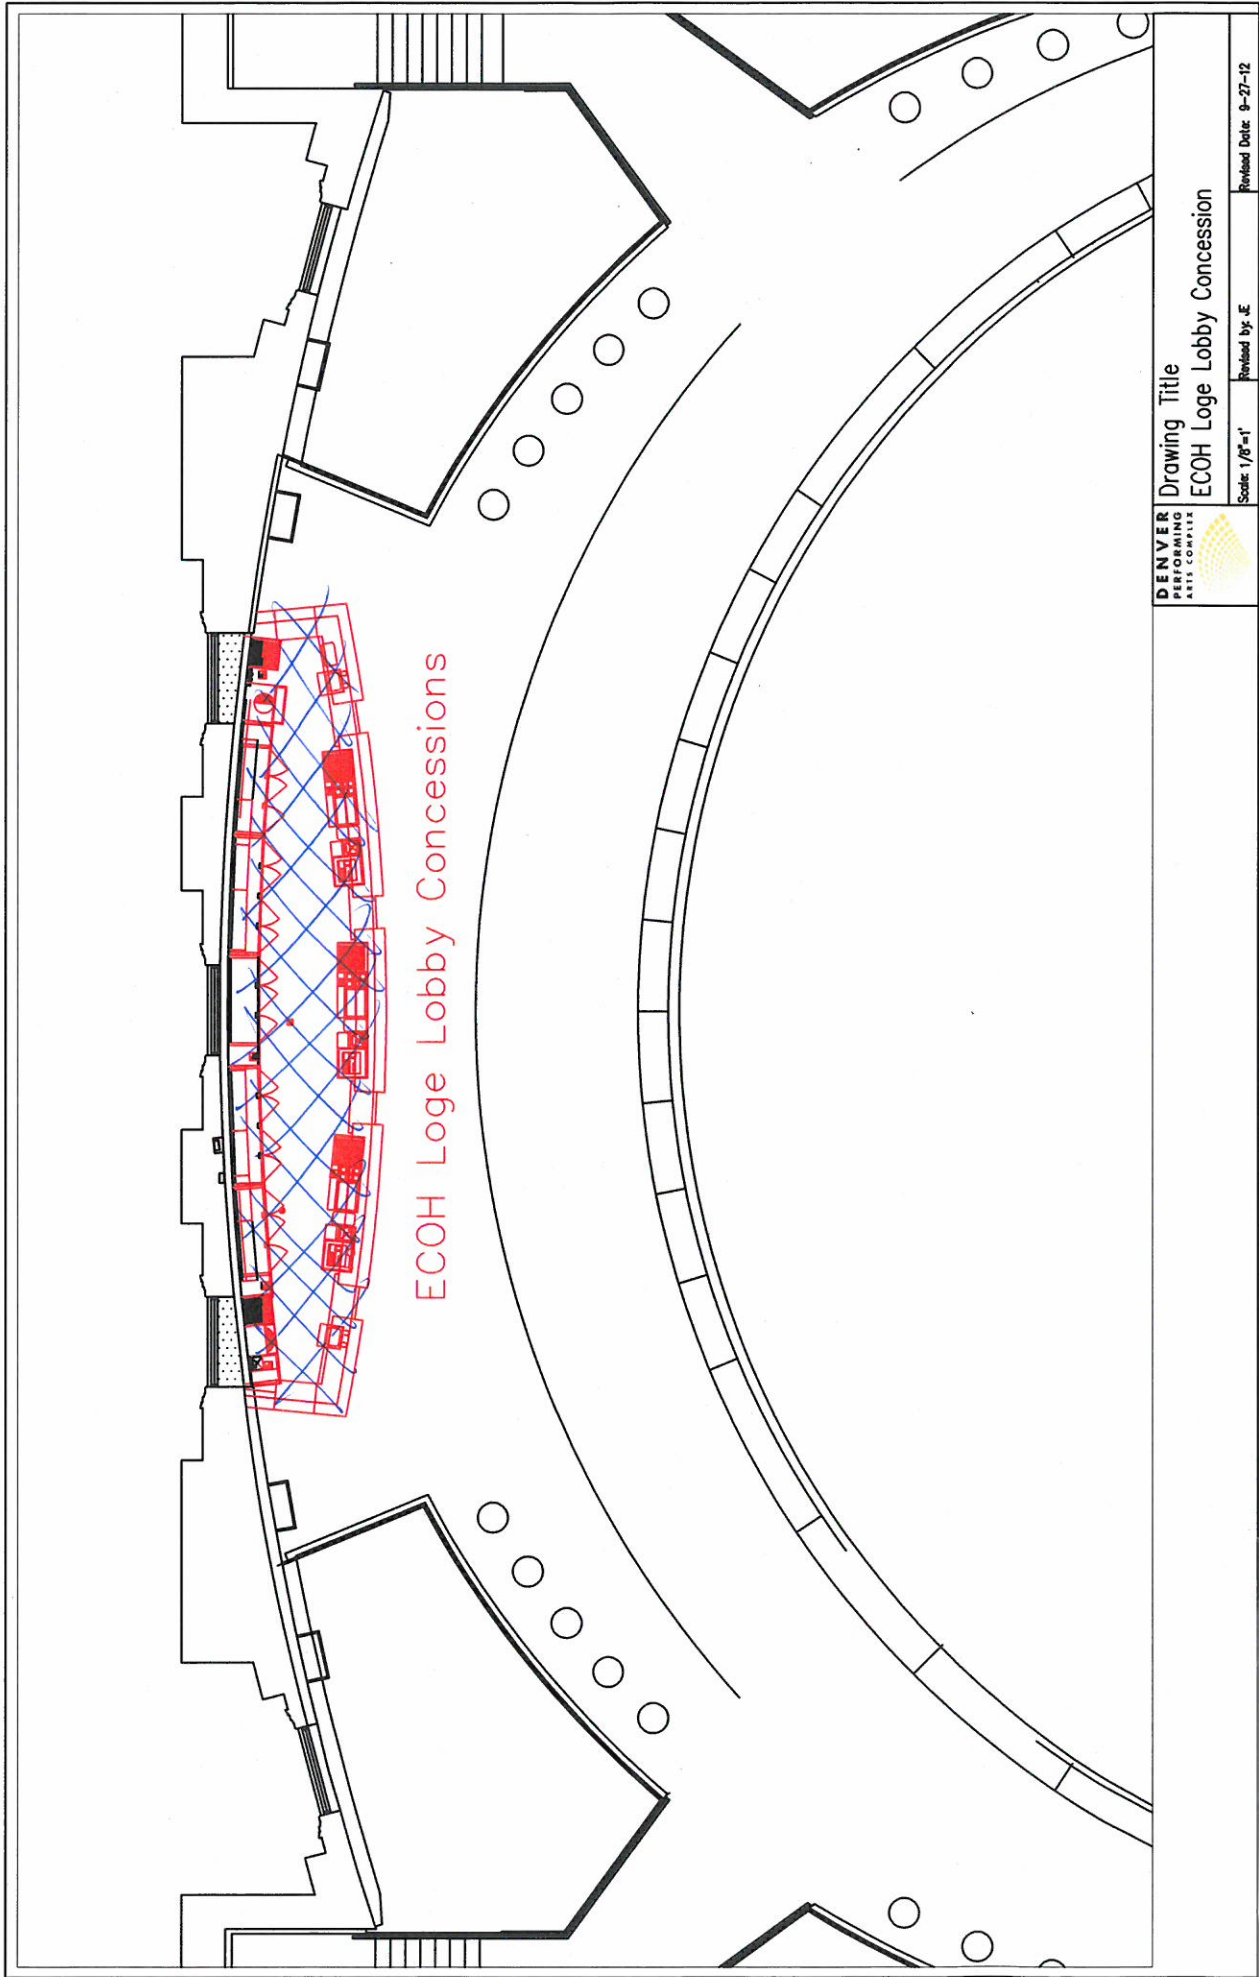 ECOH Loge Lobby Concessions
DENVER
PERFORMING
ARTS COMPLEX
Drawing Title
ECOH Loge Lobby Concession
Scale: 1/8"=1'
Revised by: JE
Revised Date: 9-27-12